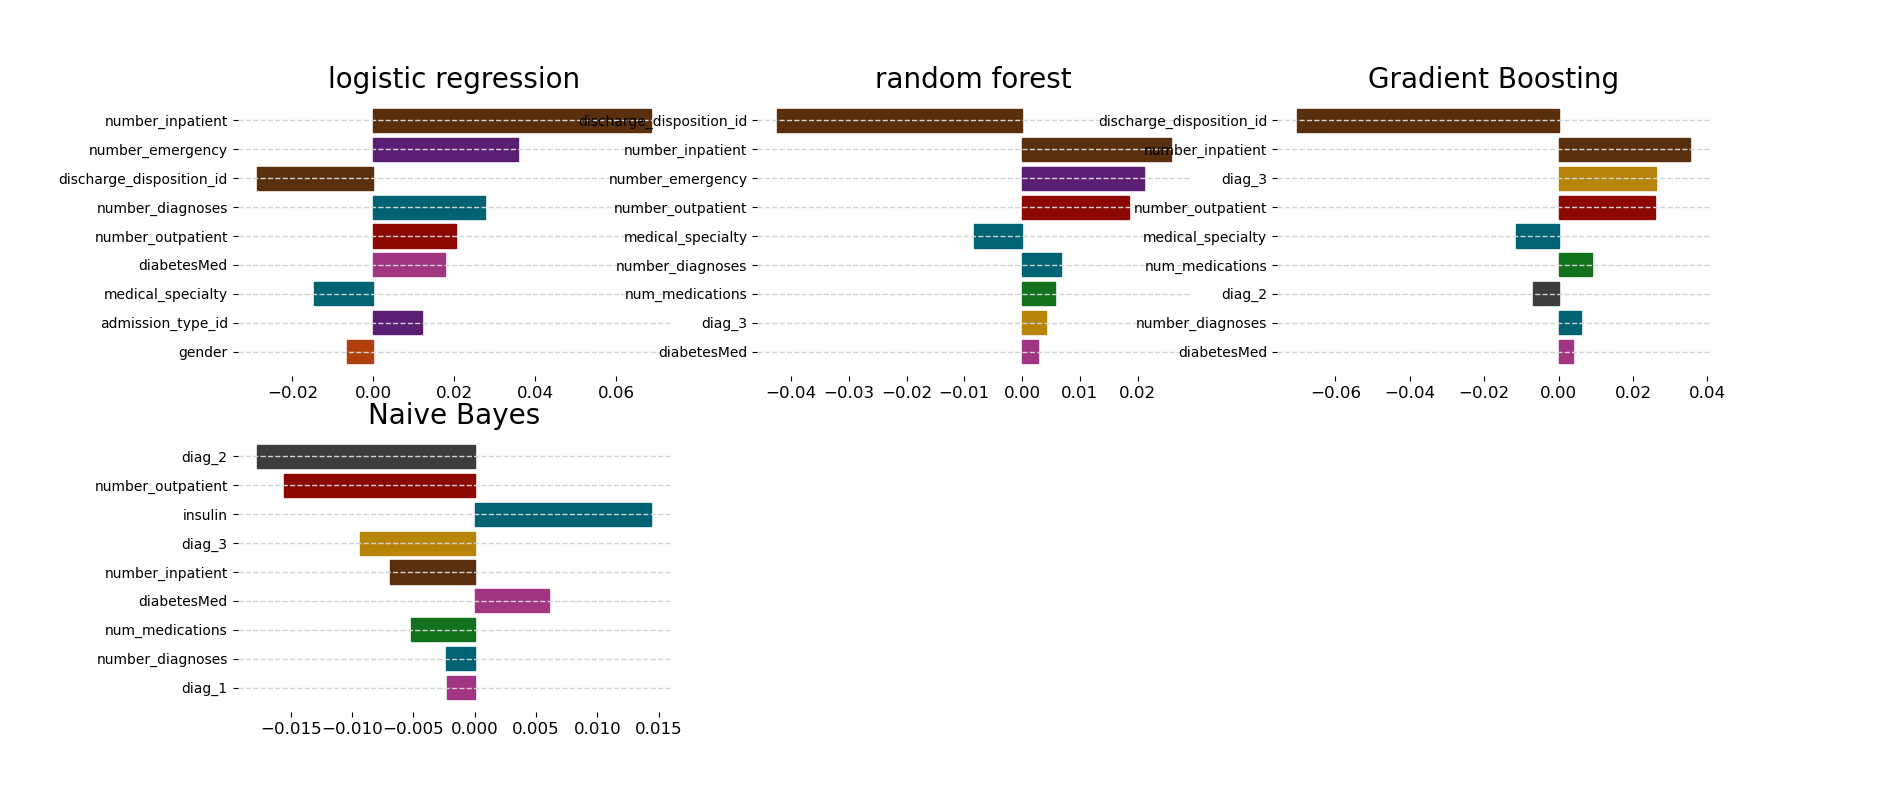 logistic regression
number_inpatient
number_emergency
discharge_disposition_id
number_diagnoses
number_outpatient
diabetesMed
medical_specialty
admission_type_id
gender
−0.02 0.00 0.02 0.04 0.06
random forest
discharge_disposition_id
number_inpatient
number_emergency
number_outpatient
medical_specialty
number_diagnoses
num_medications
diag_3
diabetesMed
−0.04 −0.03 −0.02 −0.01 0.00 0.01 0.02
Gradient Boosting
discharge_disposition_id
number_inpatient
diag_3
number_outpatient
medical_specialty
num_medications
diag_2
number_diagnoses
diabetesMed
−0.06 −0.04 −0.02 0.00 0.02 0.04
Naive Bayes
diag_2
number_outpatient
insulin
diag_3
number_inpatient
diabetesMed
num_medications
number_diagnoses
diag_1
−0.015 −0.010 −0.005 0.000 0.005 0.010 0.015